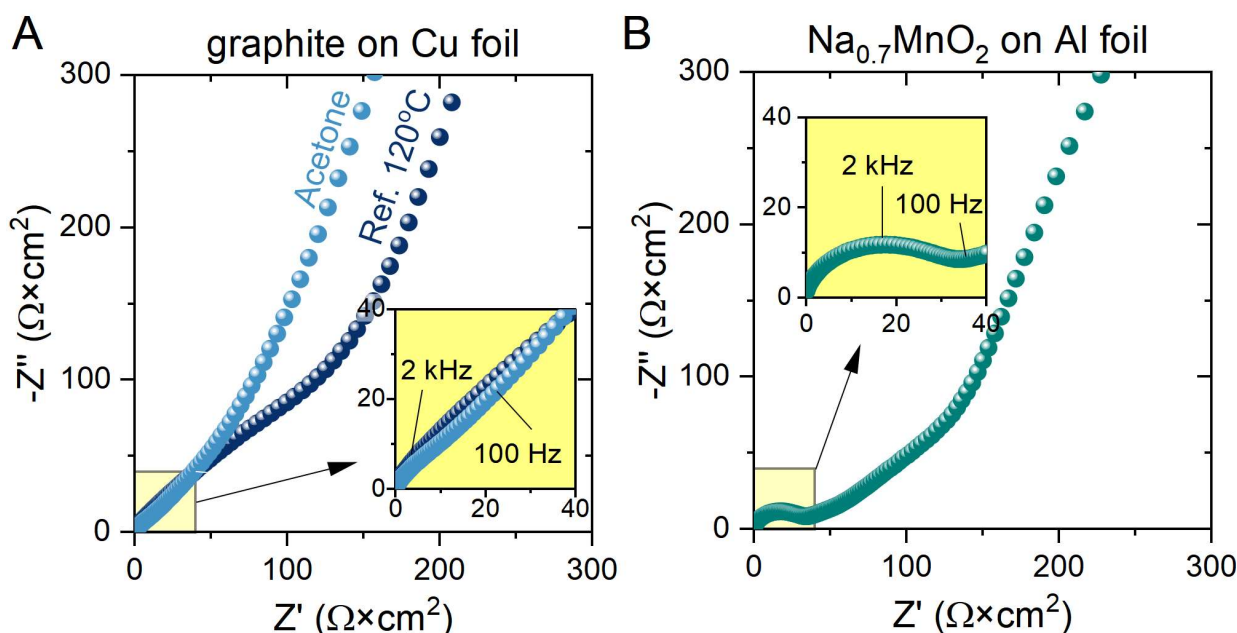 A
graphite on Cu foil
300
200
100
0
0
100
200
300
-Z" (Ω×cm²)
Z' (Ω×cm²)
Acetone
Ref. 120°C
40
20
0
0
20
40
2 kHz
100 Hz
B
Na₀.₇MnO₂ on Al foil
300
200
100
0
0
100
200
300
-Z" (Ω×cm²)
Z' (Ω×cm²)
40
20
0
0
20
40
2 kHz
100 Hz